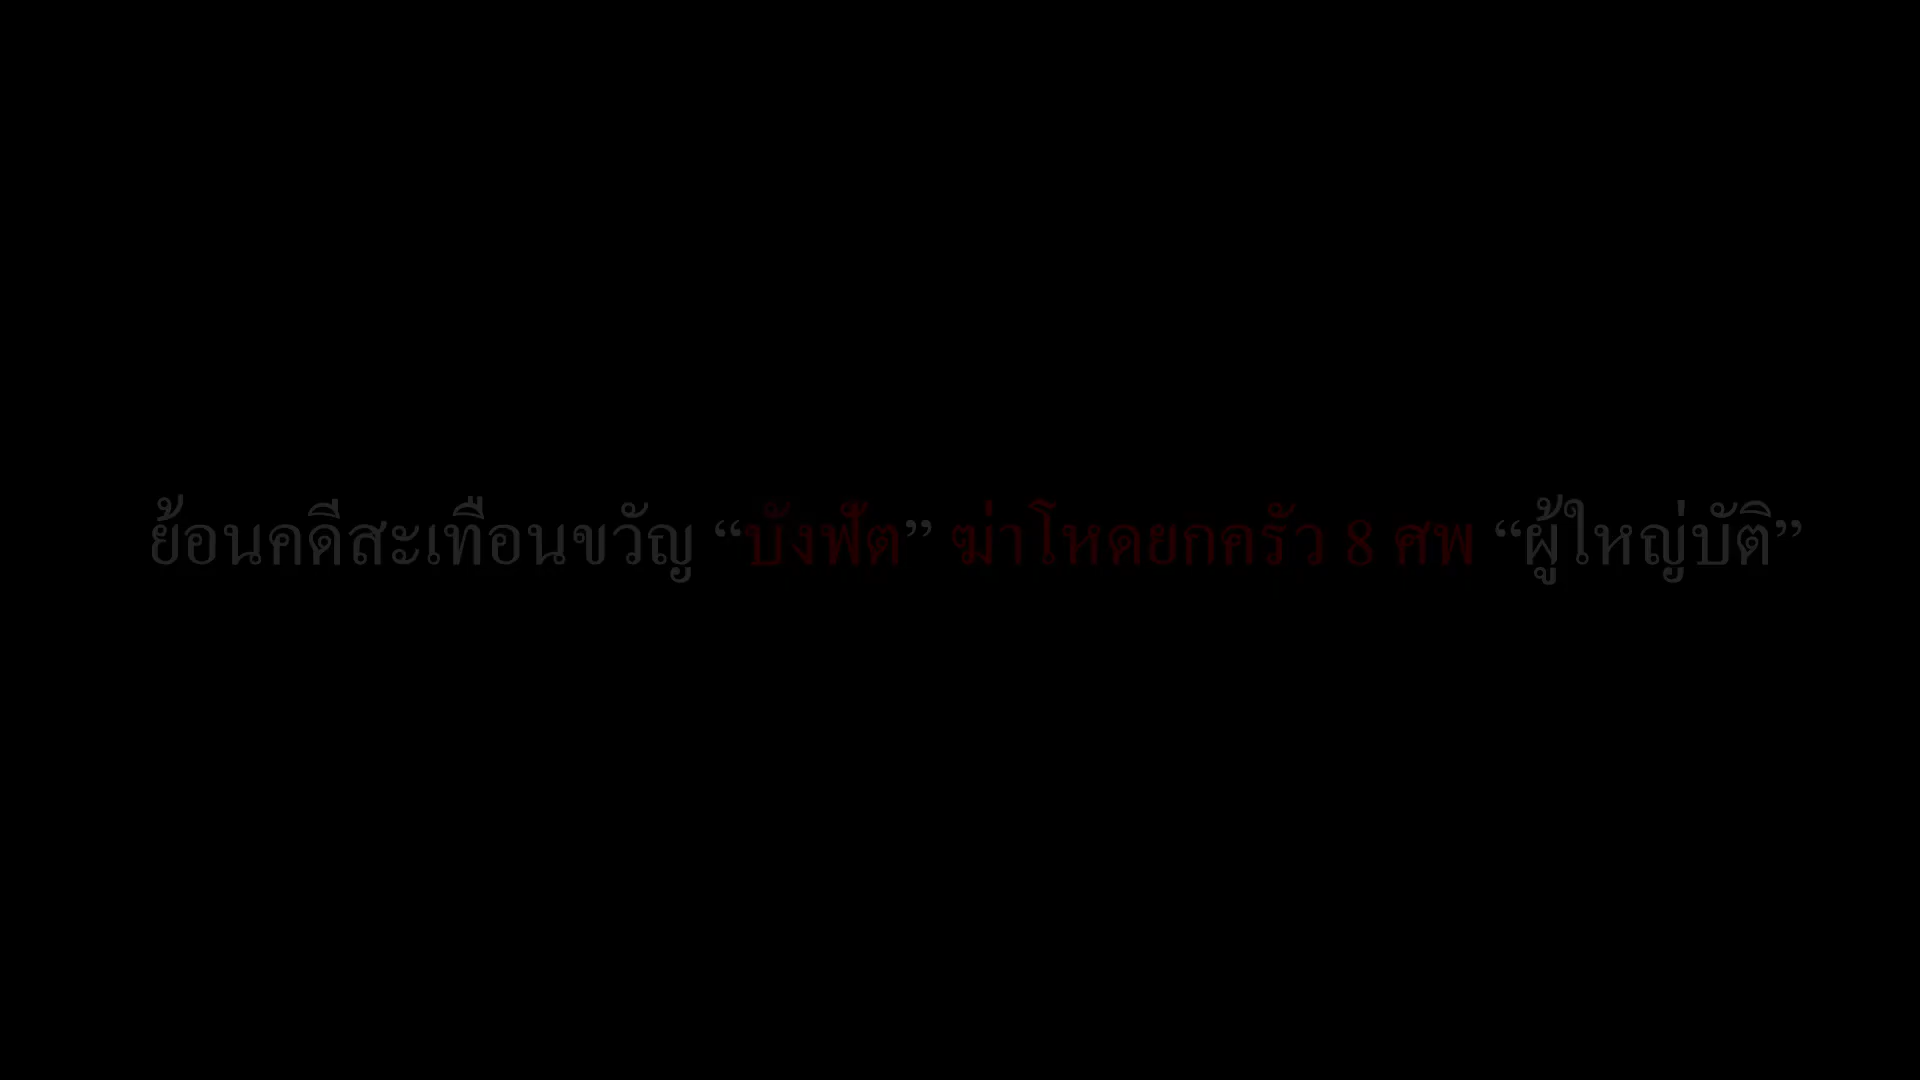 ย้อนคดีสะเทือนขวัญ “บังฟัต” ฆ่าโหดยกครัว 8 ศพ “ผู้ใหญ่บัติ”